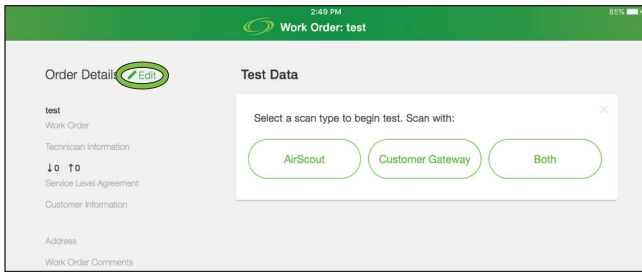 2:49 PM
85%
Work Order: test
Order Details Edit
test
Work Order
Technician Information
↓0 ↑0
Service Level Agreement
Customer Information
Address
Work Order Comments
Test Data
Select a scan type to begin test. Scan with:
AirScout
Customer Gateway
Both